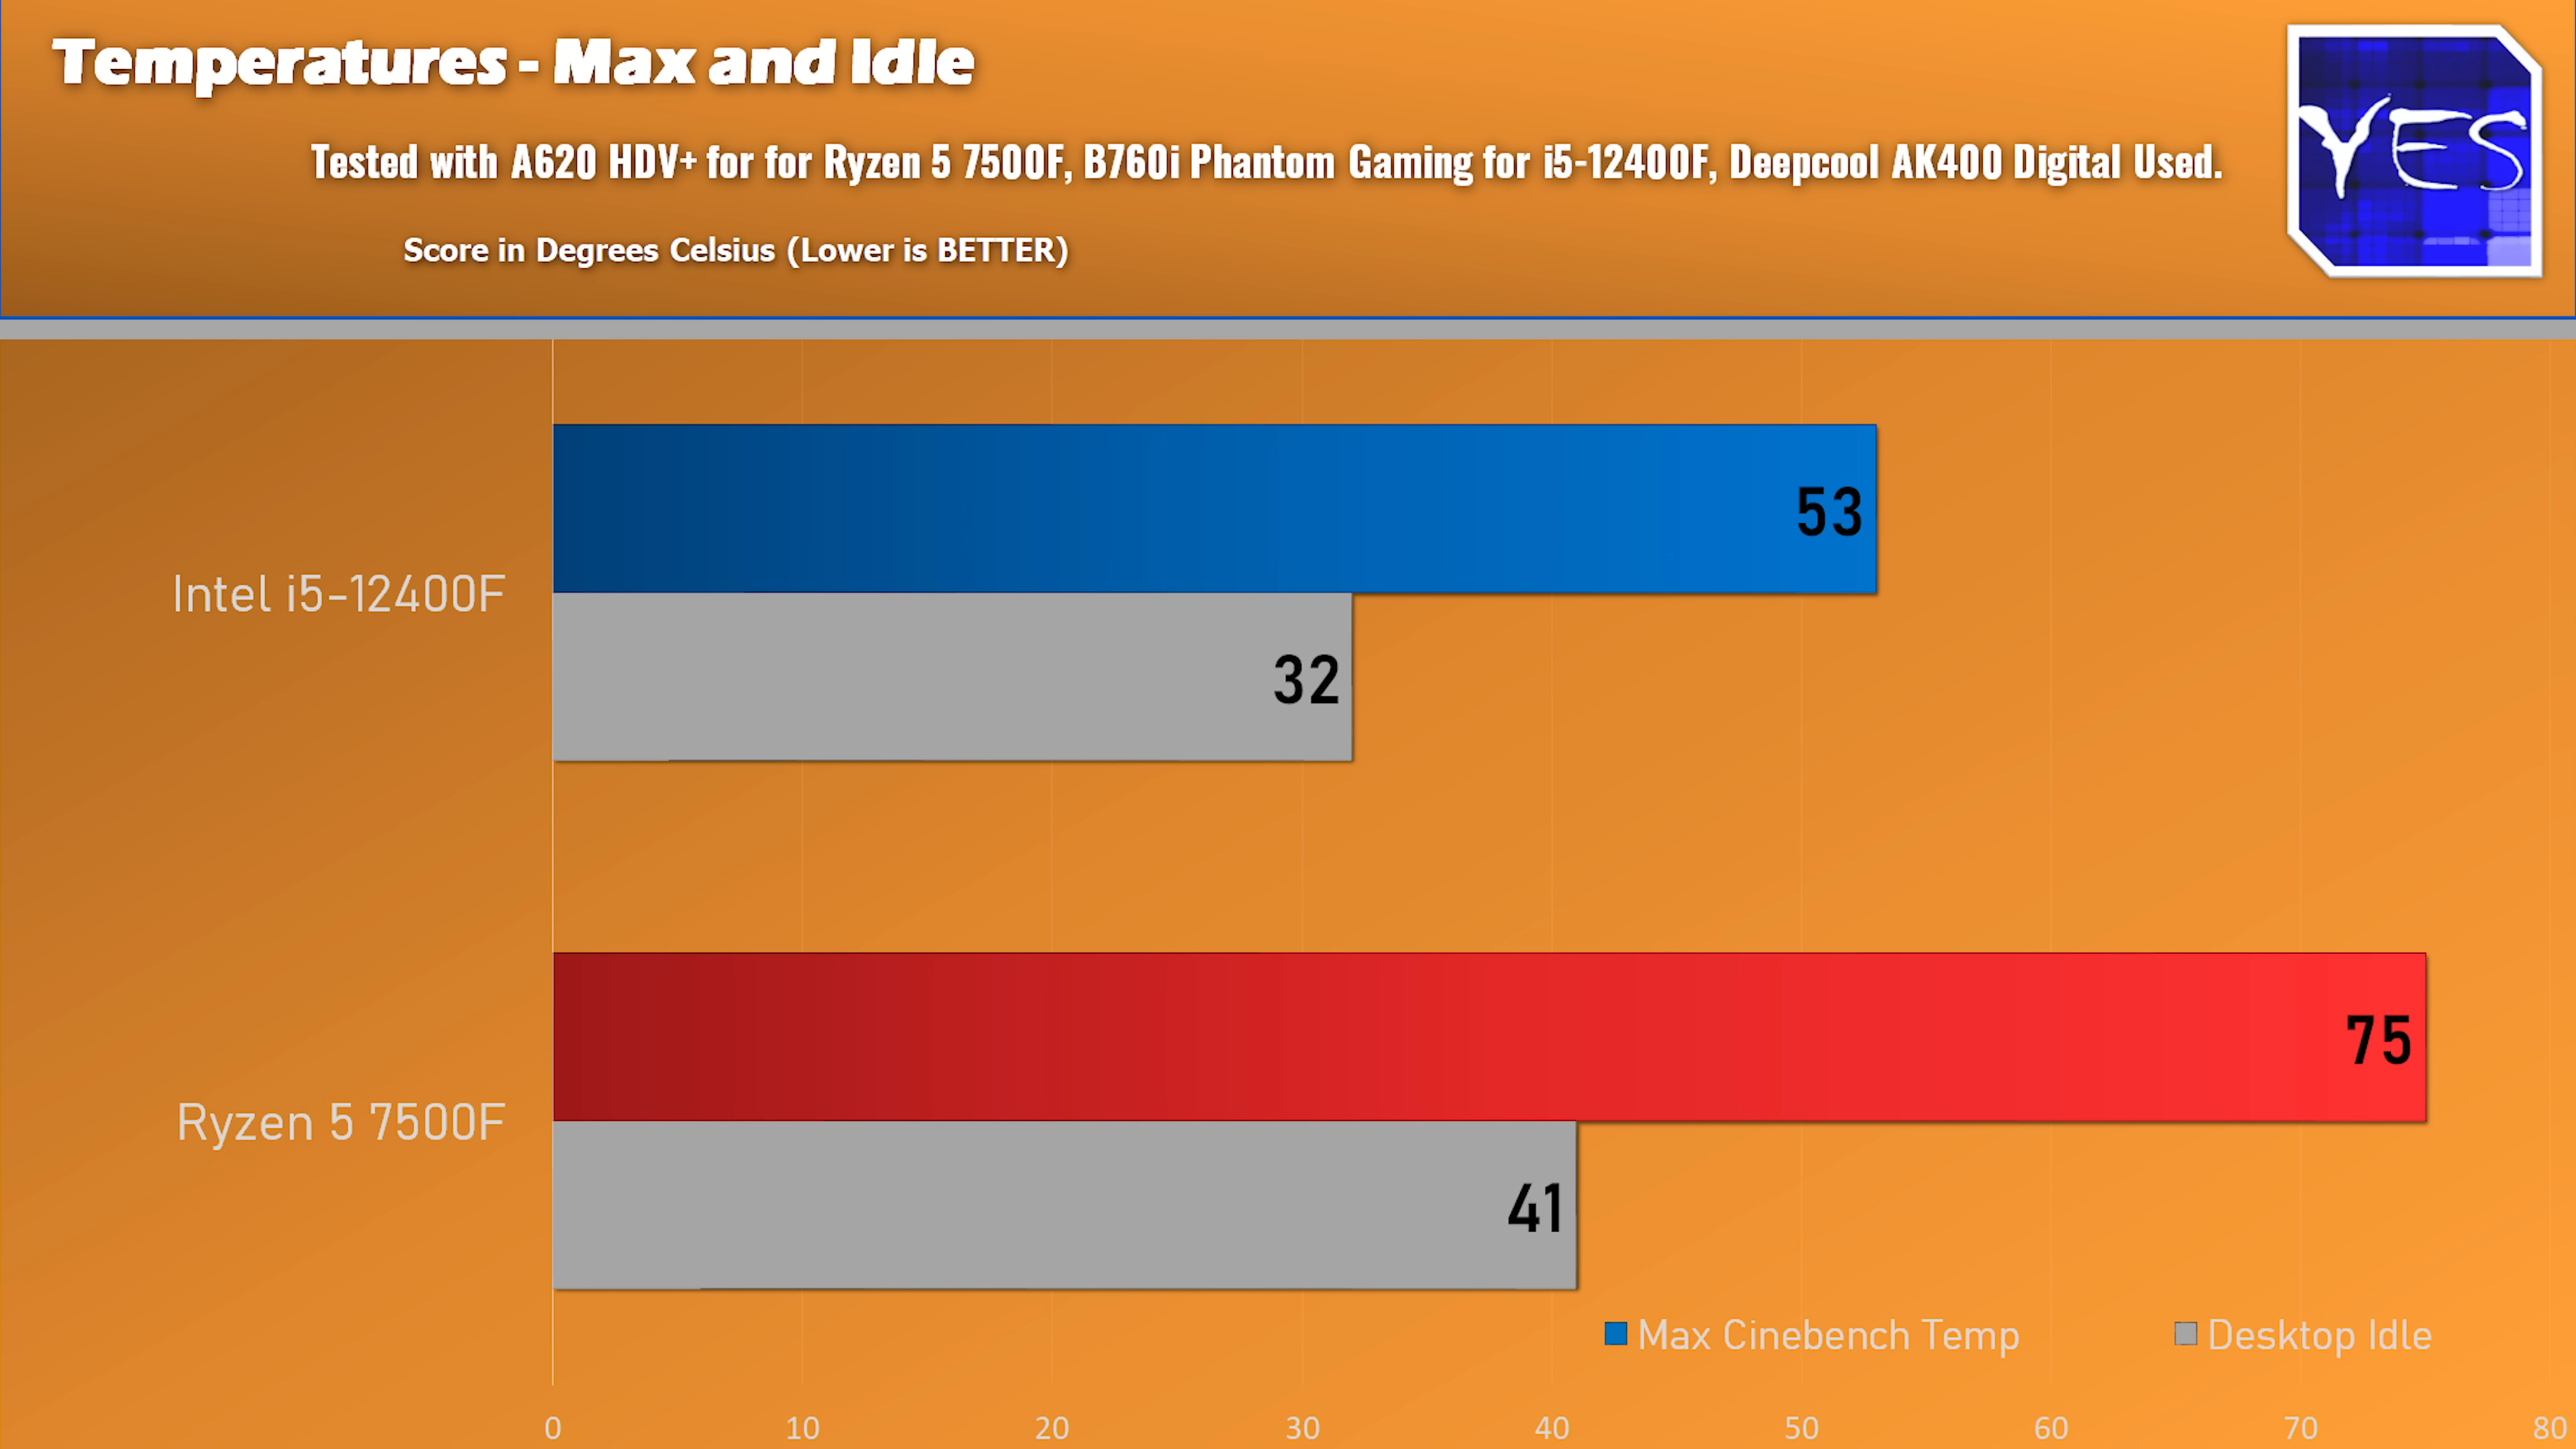 Temperatures - Max and Idle
YES
Tested with A620 HDV+ for for Ryzen 5 7500F, B760i Phantom Gaming for i5-12400F, Deepcool AK400 Digital Used.
Score in Degrees Celsius (Lower is BETTER)
53
Intel i5-12400F
32
75
Ryzen 5 7500F
41
Max Cinebench Temp Desktop Idle
0 10 20 30 40 50 60 70 80